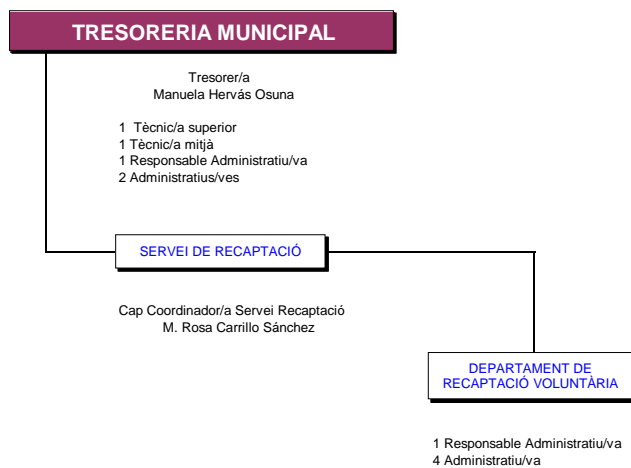 TRESORERIA MUNICIPAL
Tresorer/a
Manuela Hervás Osuna
1  Tècnic/a superior
1 Tècnic/a mitjà
1 Responsable Administratiu/va
2 Administratius/ves
SERVEI DE RECAPTACIÓ
Cap Coordinador/a Servei Recaptació
M. Rosa Carrillo Sánchez
DEPARTAMENT DE
RECAPTACIÓ VOLUNTÀRIA
1 Responsable Administratiu/va
4 Administratiu/va